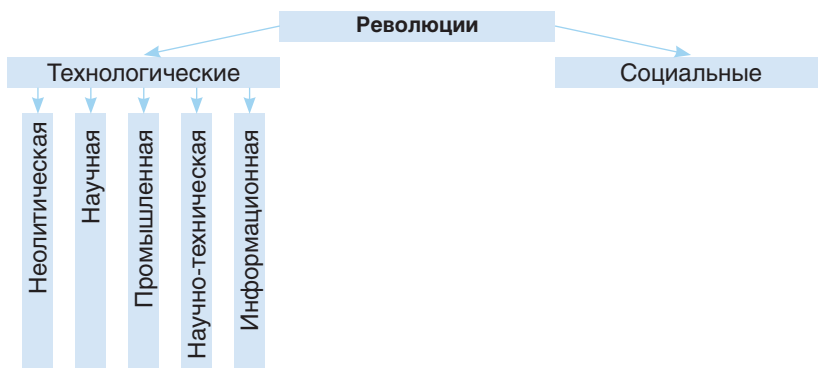 Революции
Технологические
Социальные
Неолитическая
Научная
Промышленная
Научно-техническая
Информационная